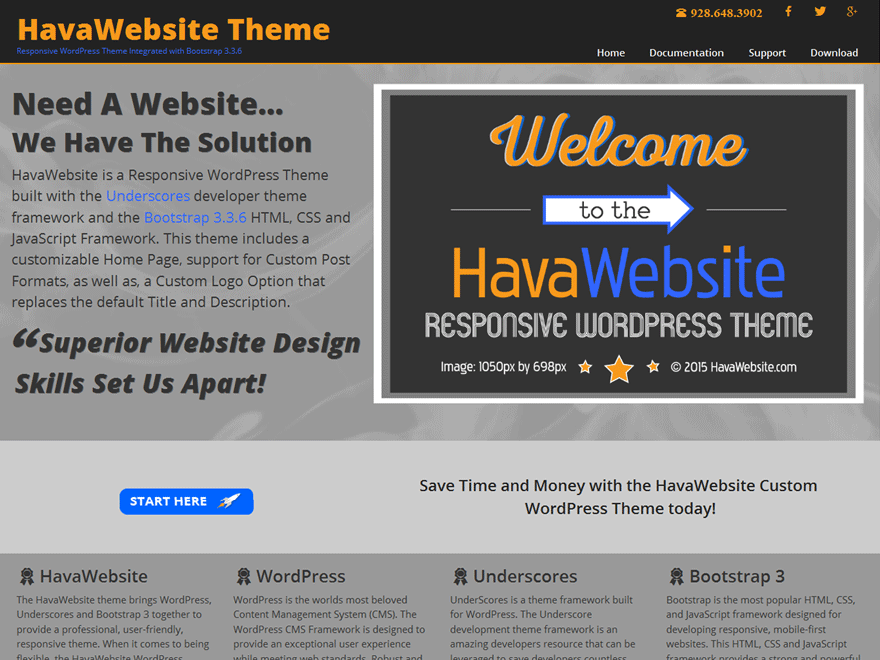 HavaWebsite Theme
Responsive WordPress Theme Integrated with Bootstrap 3.3.6
928.648.3902
Home Documentation Support Download
Need A Website...
We Have The Solution
HavaWebsite is a Responsive WordPress Theme
built with the Underscores developer theme
framework and the Bootstrap 3.3.6 HTML, CSS and
JavaScript Framework. This theme includes a
customizable Home Page, support for Custom Post
Formats, as well as, a Custom Logo Option that
replaces the default Title and Description.
“Superior Website Design
Skills Set Us Apart!
Welcome
to the
HavaWebsite
RESPONSIVE WORDPRESS THEME
Image: 1050px by 698px © 2015 HavaWebsite.com
START HERE
Save Time and Money with the HavaWebsite Custom
WordPress Theme today!
HavaWebsite
The HavaWebsite theme brings WordPress,
Underscores and Bootstrap 3 together to
provide a professional, user-friendly,
responsive theme. When it comes to being
flexible, the HavaWebsite WordPress
WordPress
WordPress is the worlds most beloved
Content Management System (CMS). The
WordPress CMS Framework is designed to
provide an exceptional user experience
while meeting web standards. Robust and
Underscores
UnderScores is a theme framework built
for WordPress. The Underscore
development theme framework is an
amazing developers resource that can be
leveraged to save developers countless
Bootstrap 3
Bootstrap is the most popular HTML, CSS,
and JavaScript framework designed for
developing responsive, mobile-first
websites. This HTML, CSS and JavaScript
framework provides a strong and powerful